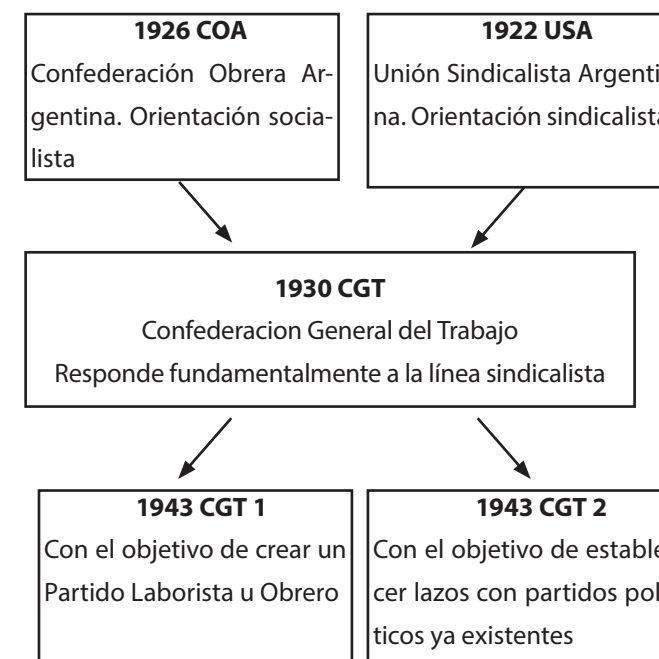 1926 COA
Confederación Obrera Ar-
gentina. Orientación socia-
lista
1922 USA
Unión Sindicalista Argenti
na. Orientación sindicalista
1930 CGT
Confederacion General del Trabajo
Responde fundamentalmente a la línea sindicalista
1943 CGT 1
Con el objetivo de crear un
Partido Laborista u Obrero
1943 CGT 2
Con el objetivo de estable
cer lazos con partidos pol
ticos ya existentes